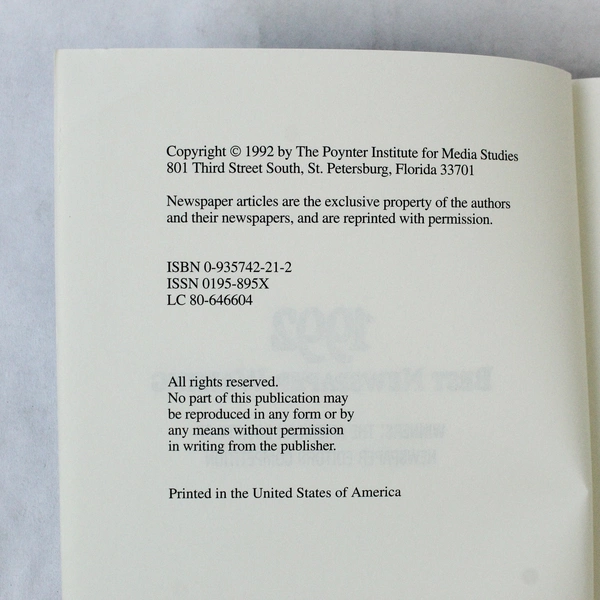 Copyright © 1992 by The Poynter Institute for Media Studies
801 Third Street South, St. Petersburg, Florida 33701
Newspaper articles are the exclusive property of the authors
and their newspapers, and are reprinted with permission.
ISBN 0-935742-21-2
ISSN 0195-895X
LC 80-646604
1992
All rights reserved.
No part of this publication may
be reproduced in any form or by
any means without permission
in writing from the publisher.
Printed in the United States of America